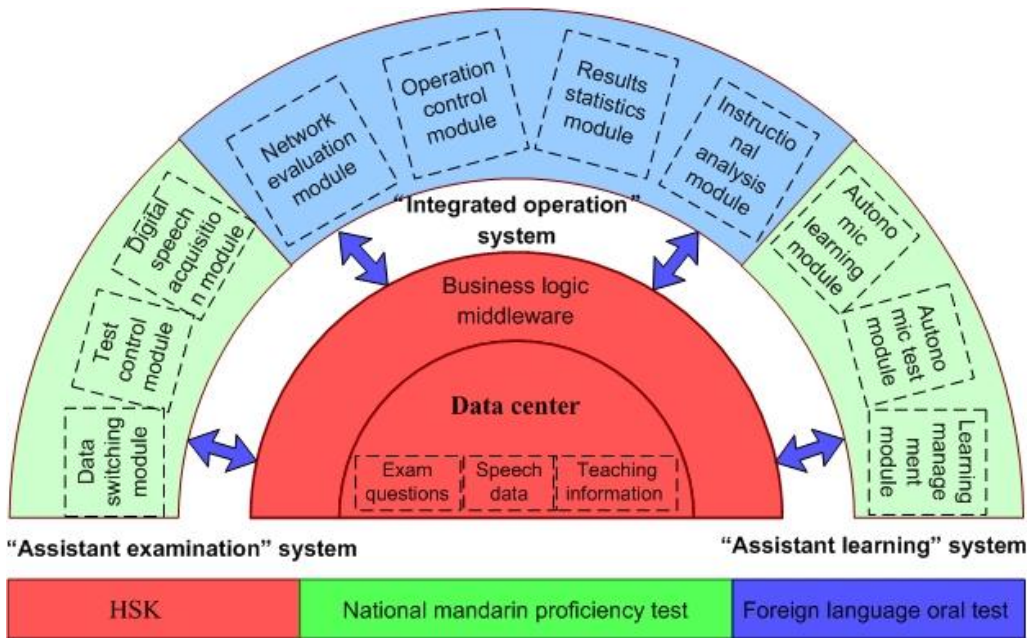 Operation
control
module
Results
statistics
module
Network
evaluation
module
Instructio
nal
analysis
module
Digital
speech
acquisitio
n module
Autono
mic
learning
module
"Integrated operation"
system
Test
control
module
Business logic
middleware
Autono
mic test
module
Data
switching
module
Data center
Learning
manage
ment
module
Exam
questions
Speech
data
Teaching
information
"Assistant examination" system
"Assistant learning" system
HSK
National mandarin proficiency test
Foreign language oral test